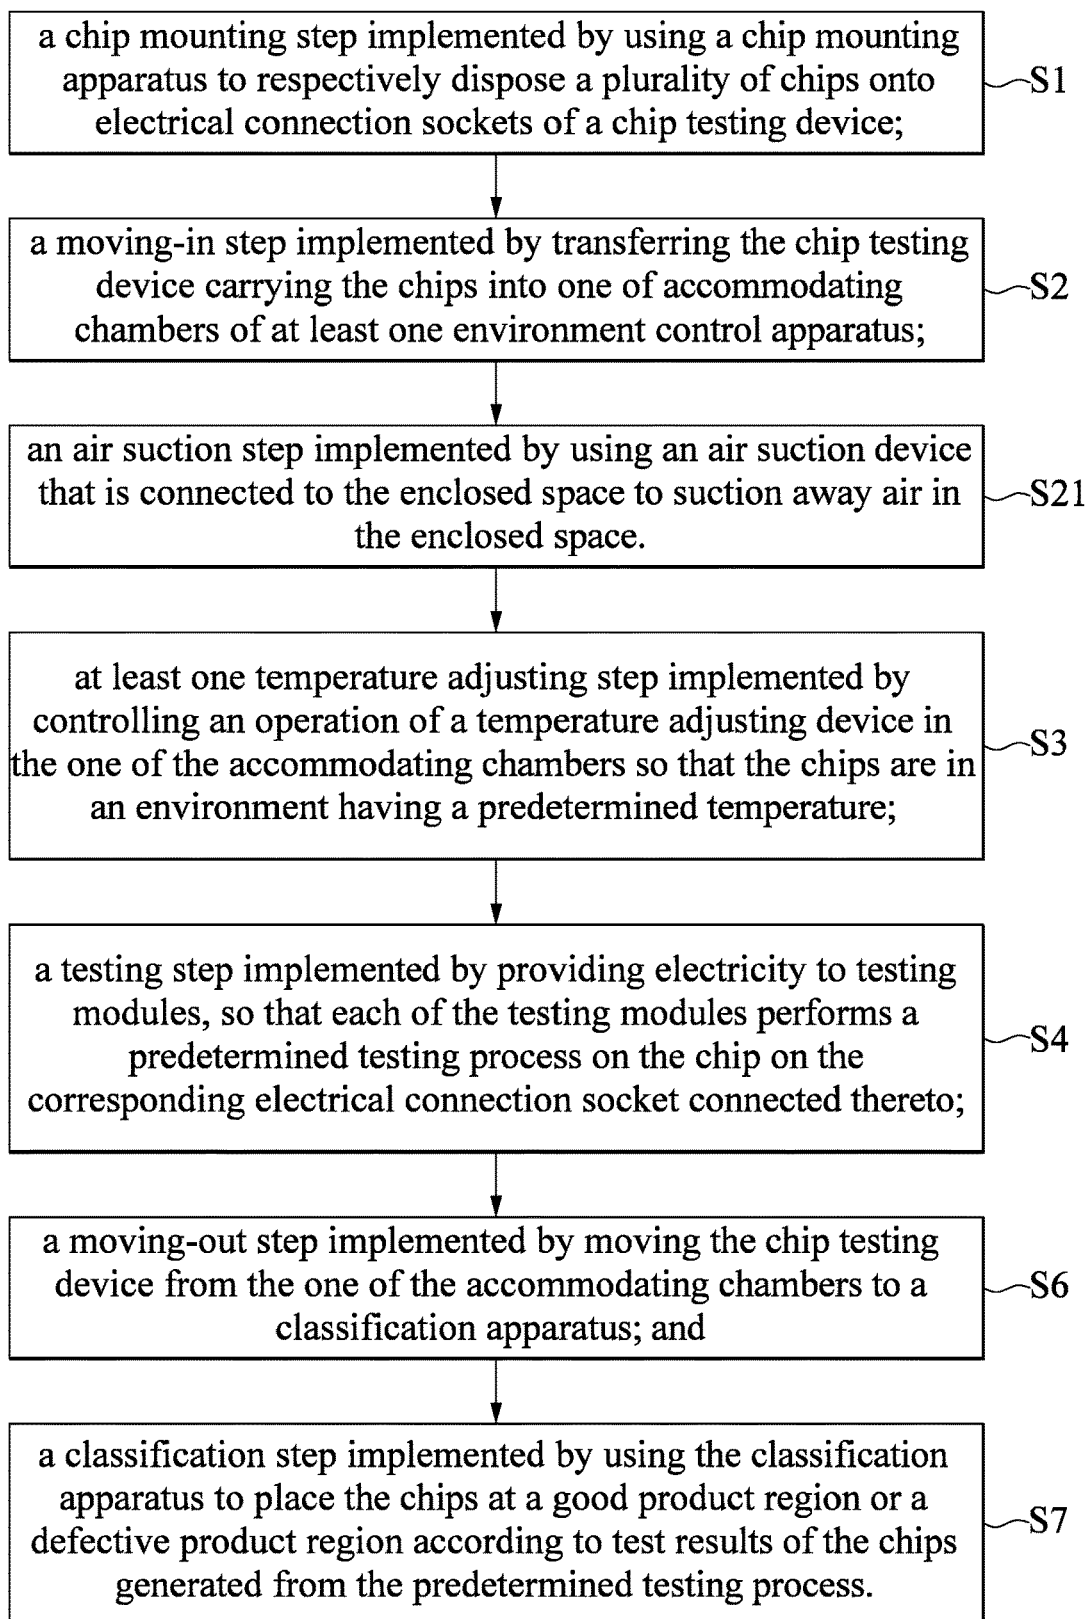 a chip mounting step implemented by using a chip mounting
apparatus to respectively dispose a plurality of chips onto
electrical connection sockets of a chip testing device;
S1
a moving-in step implemented by transferring the chip testing
device carrying the chips into one of accommodating
chambers of at least one environment control apparatus;
S2
an air suction step implemented by using an air suction device
that is connected to the enclosed space to suction away air in
the enclosed space.
S21
at least one temperature adjusting step implemented by
controlling an operation of a temperature adjusting device in
the one of the accommodating chambers so that the chips are in
an environment having a predetermined temperature;
S3
a testing step implemented by providing electricity to testing
modules, so that each of the testing modules performs a
predetermined testing process on the chip on the
corresponding electrical connection socket connected thereto;
S4
a moving-out step implemented by moving the chip testing
device from the one of the accommodating chambers to a
classification apparatus; and
S6
a classification step implemented by using the classification
apparatus to place the chips at a good product region or a
defective product region according to test results of the chips
generated from the predetermined testing process.
S7